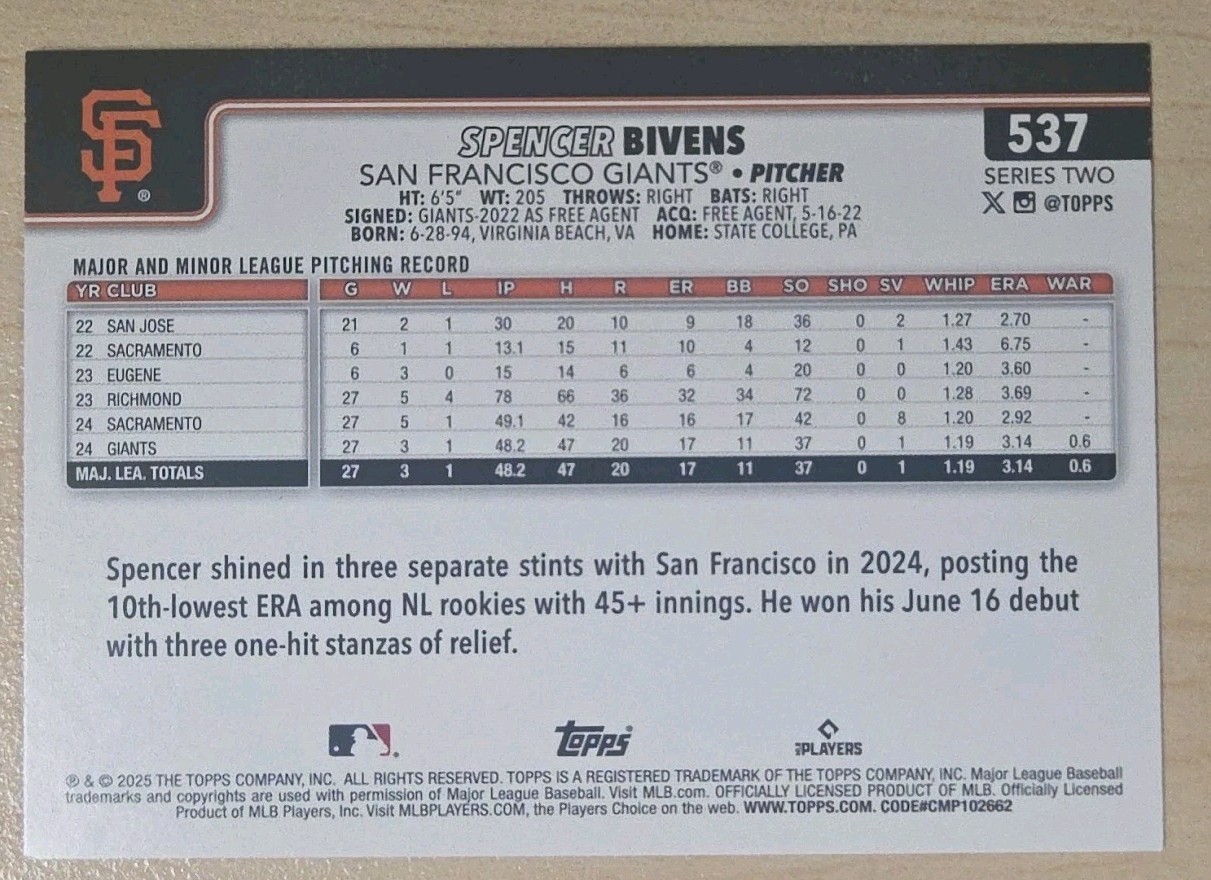 SF ®
537
SPENCER BIVENS
SAN FRANCISCO GIANTS® • PITCHER
SERIES TWO
HT: 6'5" WT: 205 THROWS: RIGHT BATS: RIGHT
@TOPPS
SIGNED: GIANTS-2022 AS FREE AGENT ACQ: FREE AGENT, 5-16-22
BORN: 6-28-94, VIRGINIA BEACH, VA HOME: STATE COLLEGE, PA
MAJOR AND MINOR LEAGUE PITCHING RECORD
YR CLUB G W L IP H R ER BB SO SHO SV WHIP ERA WAR
22 SAN JOSE 21 2 1 30 20 10 9 18 36 0 2 1.27 2.70 -
22 SACRAMENTO 6 1 1 13.1 15 11 10 4 12 0 1 1.43 6.75 -
23 EUGENE 6 3 0 15 14 6 6 4 20 0 0 1.20 3.60 -
23 RICHMOND 27 5 4 78 66 36 32 34 72 0 0 1.28 3.69 -
24 SACRAMENTO 27 5 1 49.1 42 16 16 17 42 0 8 1.20 2.92 -
24 GIANTS 27 3 1 48.2 47 20 17 11 37 0 1 1.19 3.14 0.6
MAJ. LEA. TOTALS 27 3 1 48.2 47 20 17 11 37 0 1 1.19 3.14 0.6
Spencer shined in three separate stints with San Francisco in 2024, posting the
10th-lowest ERA among NL rookies with 45+ innings. He won his June 16 debut
with three one-hit stanzas of relief.
Topps®
MLB PLAYERS
® & © 2025 THE TOPPS COMPANY, INC. ALL RIGHTS RESERVED. TOPPS IS A REGISTERED TRADEMARK OF THE TOPPS COMPANY, INC. Major League Baseball
trademarks and copyrights are used with permission of Major League Baseball. Visit MLB.com. OFFICIALLY LICENSED PRODUCT OF MLB. Officially Licensed
Product of MLB Players, Inc. Visit MLBPLAYERS.COM, the Players Choice on the web. WWW.TOPPS.COM. CODE#CMP102662